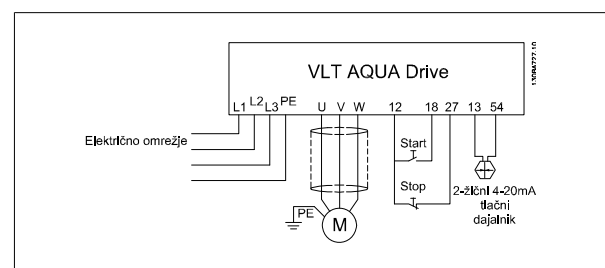 VLT AQUA Drive
130BA727.10
L1 L2 L3 PE U V W 12 18 27 13 54
Električno omrežje
Start
Stop
2-žični 4-20mA
tlačni
dajalnik
PE
M